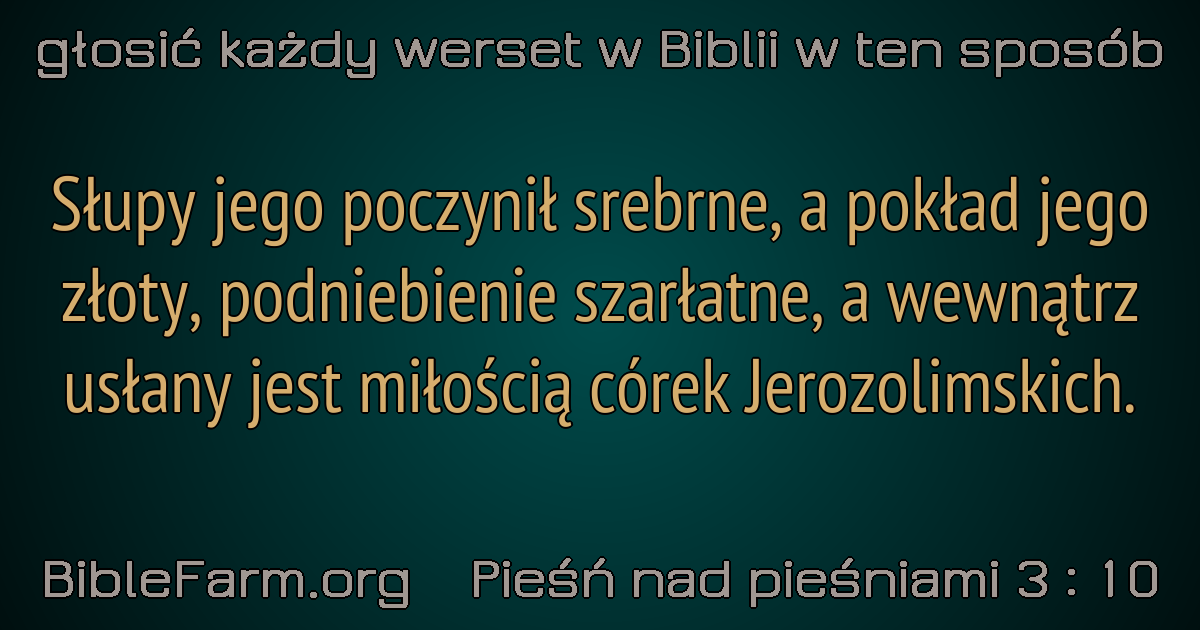 głosić każdy werset w Biblii w ten sposób
Słupy jego poczynił srebrne, a pokład jego
złoty, podniebienie szarłatne, a wewnątrz
usłany jest miłością córek Jerozolimskich.
BibleFarm.org Pieśń nad pieśniami 3 : 10